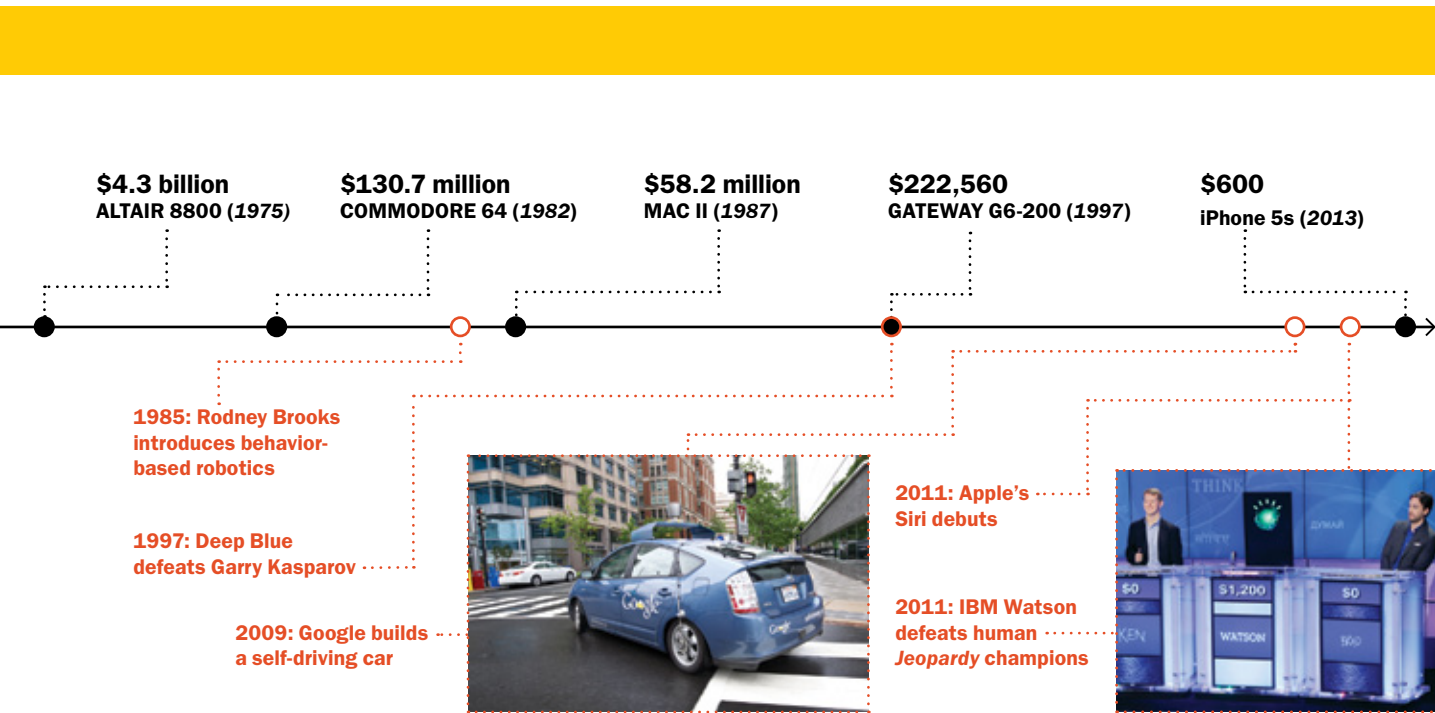 $4.3 billion
ALTAIR 8800 (1975)
$130.7 million
COMMODORE 64 (1982)
$58.2 million
MAC II (1987)
$222,560
GATEWAY G6-200 (1997)
$600
iPhone 5s (2013)
1985: Rodney Brooks
introduces behavior-
based robotics
1997: Deep Blue
defeats Garry Kasparov
2009: Google builds
a self-driving car
Google
Google
2011: Apple's
Siri debuts
2011: IBM Watson
defeats human
Jeopardy champions
THINK
ДУМАЙ
$0
$1,200
$0
KEN
WATSON